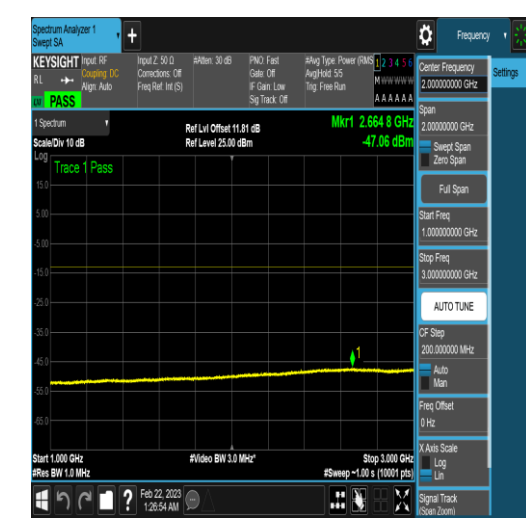 Spectrum Analyzer 1
Swept SA
Frequency
Settings
KEYSIGHT
RL
PASS
Input: RF
Coupling: DC
Align: Auto
Input Z: 50 Ω
Corrections: Off
Freq Ref: Int (S)
#Atten: 30 dB
PNO: Fast
Gate: Off
IF Gain: Low
Sig Track: Off
#Avg Type: Power (RMS
Avg|Hold: 5/5
Trig: Free Run
1 2 3 4 5 6
M W W W W W
A A A A A A
1 Spectrum
Scale/Div 10 dB
Ref Lvl Offset 11.81 dB
Ref Level 25.00 dBm
Mkr1 2.664 8 GHz
-47.06 dBm
Log
Trace 1 Pass
15.0
5.00
-5.00
-15.0
-25.0
-35.0
-45.0
-55.0
-65.0
1
Start 1.000 GHz
#Res BW 1.0 MHz
#Video BW 3.0 MHz*
Stop 3.000 GHz
#Sweep ~1.00 s (10001 pts)
Feb 22, 2023
1:26:54 AM
Center Frequency
2.000000000 GHz
Span
2.00000000 GHz
Swept Span
Zero Span
Full Span
Start Freq
1.000000000 GHz
Stop Freq
3.000000000 GHz
AUTO TUNE
CF Step
200.000000 MHz
Auto
Man
Freq Offset
0 Hz
X Axis Scale
Log
Lin
Signal Track
(Span Zoom)